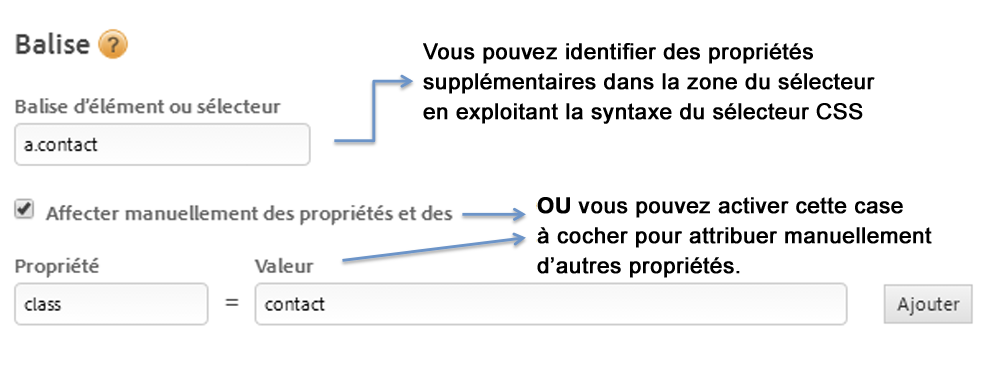 Balise ?
Vous pouvez identifier des propriétés
supplémentaires dans la zone du sélecteur
en exploitant la syntaxe du sélecteur CSS
Balise d'élément ou sélecteur
a.contact
Affecter manuellement des propriétés et des
OU vous pouvez activer cette case
à cocher pour attribuer manuellement
d'autres propriétés.
Propriété
Valeur
class = contact
Ajouter